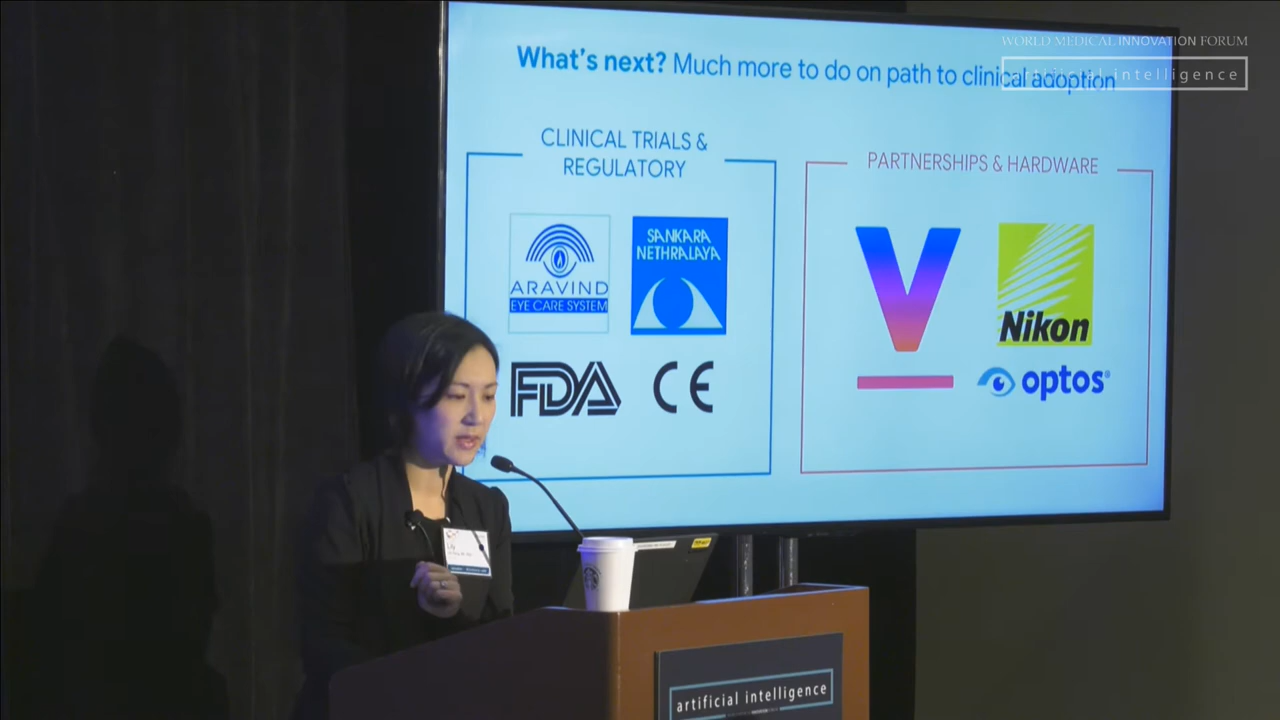 WORLD MEDICAL INNOVATION FORUM
artificial intelligence
What's next? Much more to do on path to clinical adoption
CLINICAL TRIALS &
REGULATORY
SANKARA
NETHRALAYA
ARAVIND
EYE CARE SYSTEM
FDA
CE
PARTNERSHIPS & HARDWARE
V
Nikon
optos®
Lily
artificial intelligence